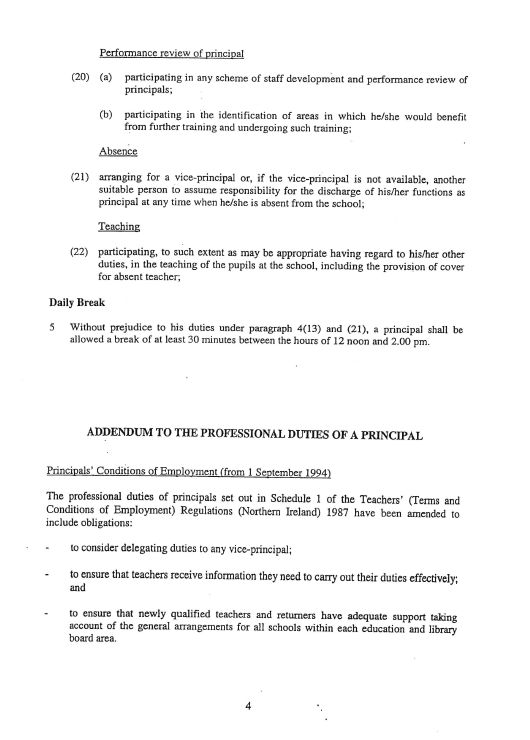 Performance review of principal
(20) (a) participating in any scheme of staff development and performance review of
principals;
(b) participating in the identification of areas in which he/she would benefit
from further training and undergoing such training;
Absence
(21) arranging for a vice-principal or, if the vice-principal is not available, another
suitable person to assume responsibility for the discharge of his/her functions as
principal at any time when he/she is absent from the school;
Teaching
(22) participating, to such extent as may be appropriate having regard to his/her other
duties, in the teaching of the pupils at the school, including the provision of cover
for absent teacher;
Daily Break
5 Without prejudice to his duties under paragraph 4(13) and (21), a principal shall be
allowed a break of at least 30 minutes between the hours of 12 noon and 2.00 pm.
ADDENDUM TO THE PROFESSIONAL DUTIES OF A PRINCIPAL
Principals' Conditions of Employment (from 1 September 1994)
The professional duties of principals set out in Schedule 1 of the Teachers' (Terms and
Conditions of Employment) Regulations (Northern Ireland) 1987 have been amended to
include obligations:
- to consider delegating duties to any vice-principal;
- to ensure that teachers receive information they need to carry out their duties effectively;
and
- to ensure that newly qualified teachers and returners have adequate support taking
account of the general arrangements for all schools within each education and library
board area.
4